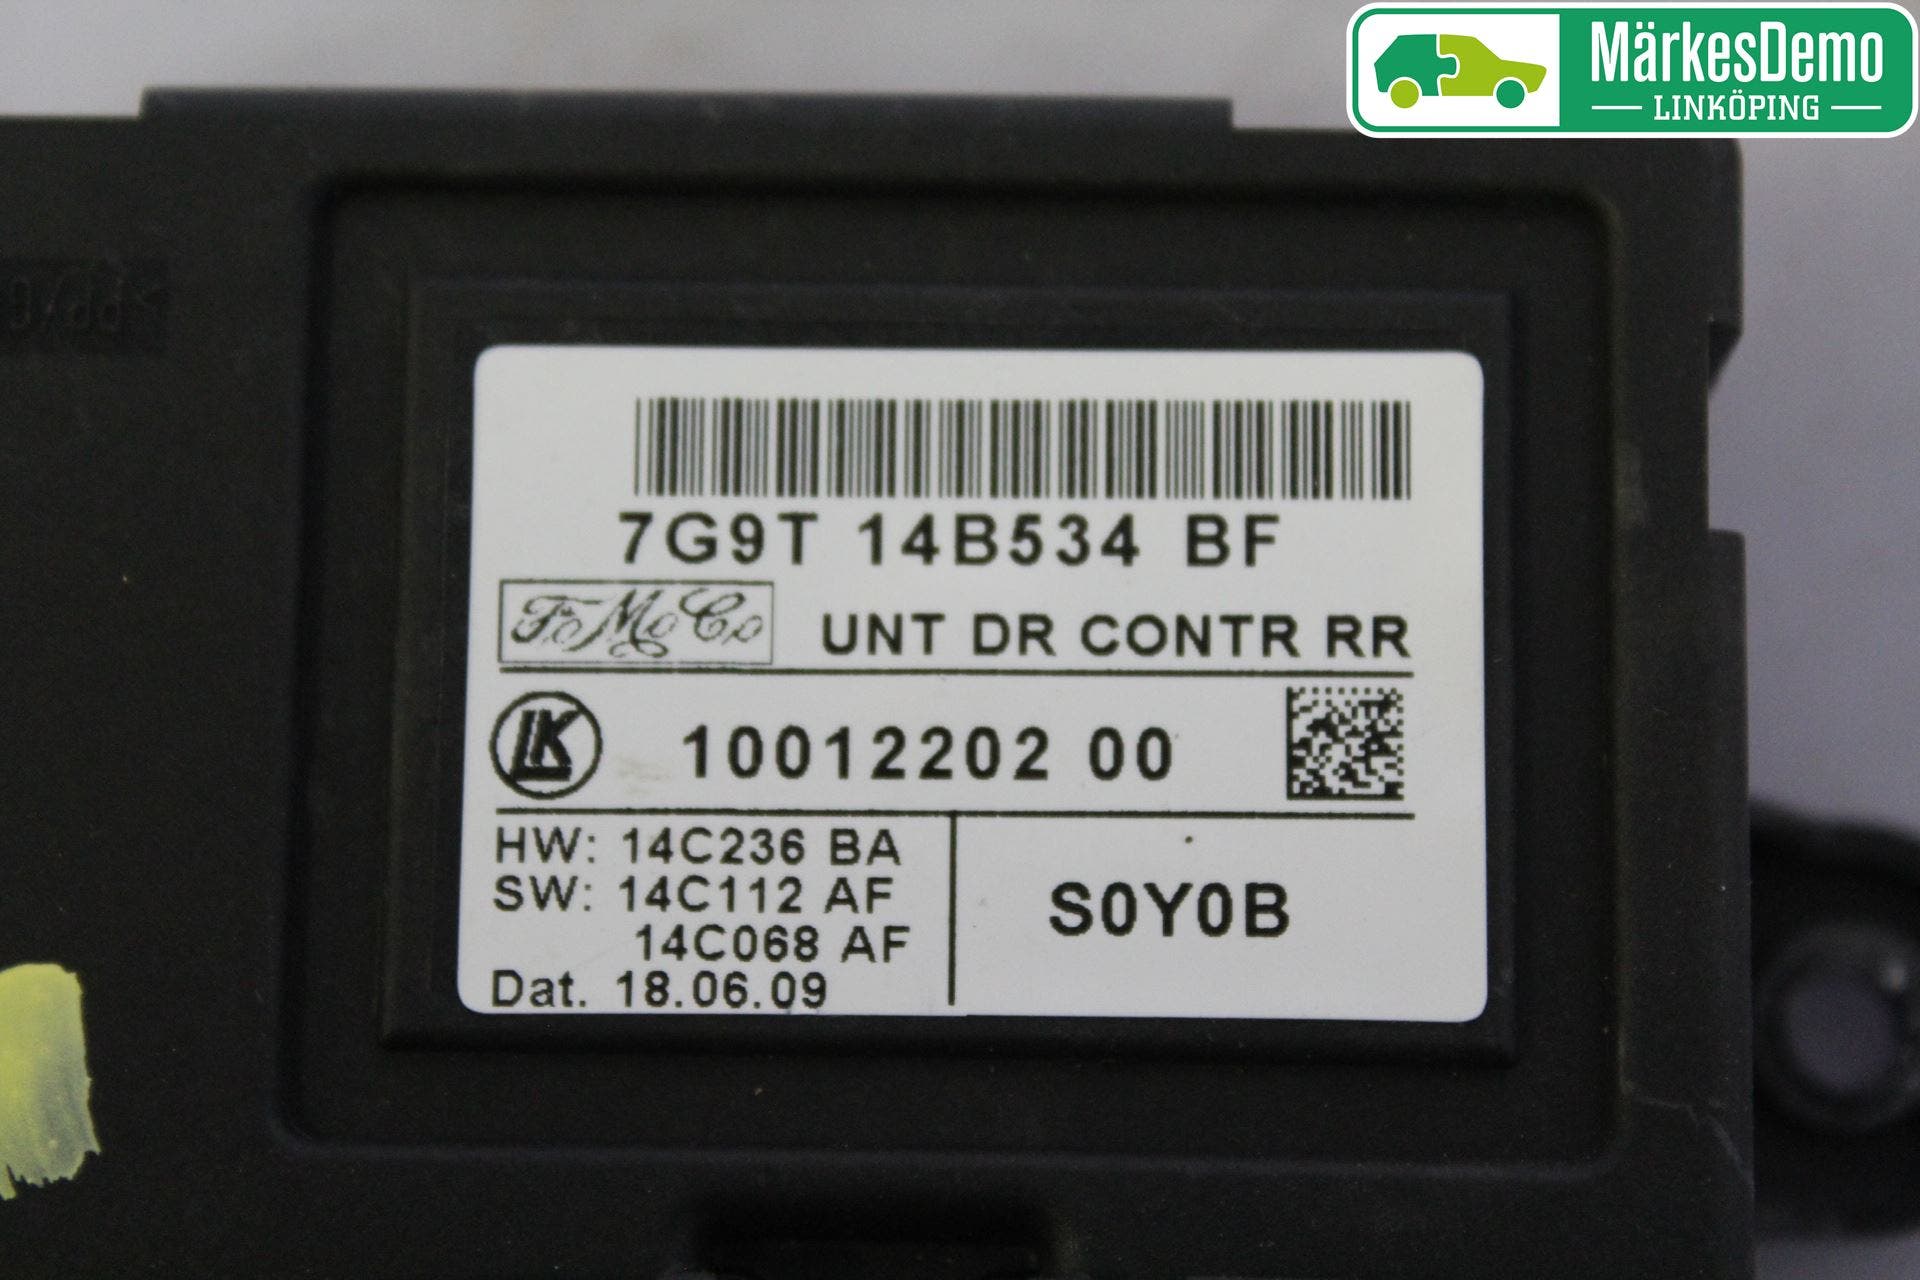 MärkesDemo
LINKÖPING
7G9T 14B534 BF
FoMoCo UNT DR CONTR RR
LK 10012202 00
HW: 14C236 BA
SW: 14C112 AF
14C068 AF
Dat. 18.06.09
S0Y0B